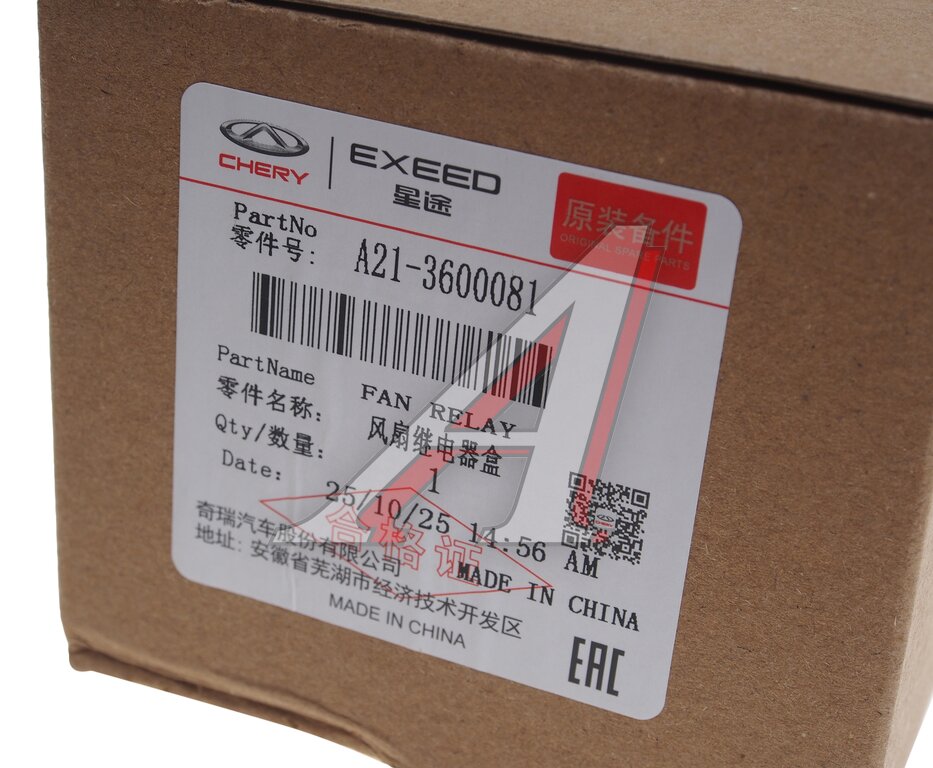 CHERY
EXEED
星途
原装备件
ORIGINAL SPARE PARTS
PartNo
零件号:
A21-3600081
PartName
零件名称:
FAN RELAY
风扇继电器盒
Qty/数量:
1
Date:
25/10/25 14:56 AM
合格证
奇瑞汽车股份有限公司
地址: 安徽省芜湖市经济技术开发区
MADE IN CHINA
MADE IN CHINA
EAC